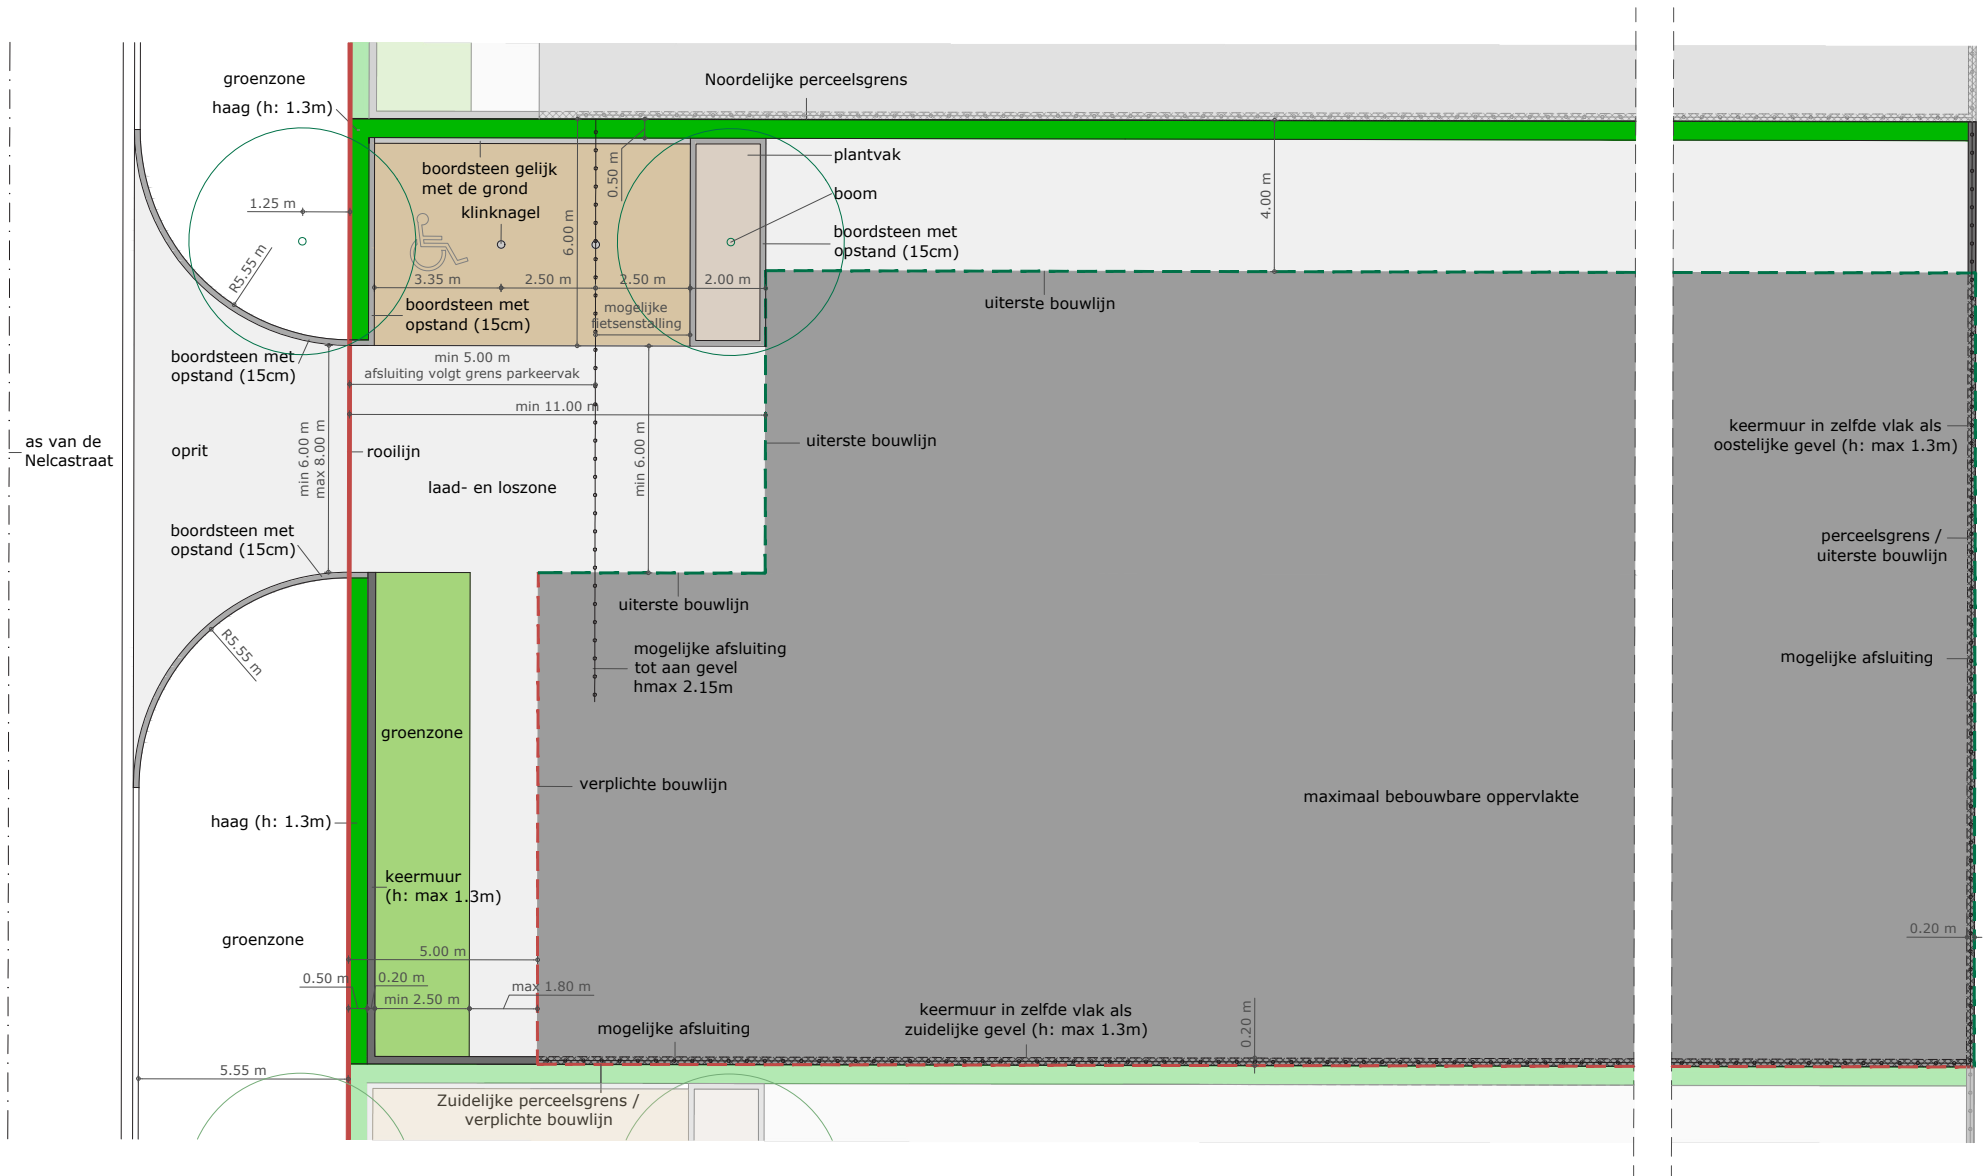 groenzone
haag (h: 1.3m)
Noordelijke perceelsgrens
boordsteen gelijk
met de grond
klinknagel
0.50 m
6.00 m
plantvak
boom
boordsteen met
opstand (15cm)
4.00 m
1.25 m
R5.55 m
3.35 m
2.50 m
2.50 m
2.00 m
boordsteen met
opstand (15cm)
mogelijke
fietsenstalling
uiterste bouwlijn
boordsteen met
opstand (15cm)
min 5.00 m
afsluiting volgt grens parkeervak
min 11.00 m
as van de
Nelcastraat
oprit
min 6.00 m
max 8.00 m
rooilijn
min 6.00 m
uiterste bouwlijn
keermuur in zelfde vlak als
oostelijke gevel (h: max 1.3m)
laad- en loszone
boordsteen met
opstand (15cm)
perceelsgrens /
uiterste bouwlijn
uiterste bouwlijn
R5.55 m
mogelijke afsluiting
tot aan gevel
hmax 2.15m
mogelijke afsluiting
groenzone
verplichte bouwlijn
maximaal bebouwbare oppervlakte
haag (h: 1.3m)
keermuur
(h: max 1.3m)
groenzone
5.00 m
0.20 m
0.50 m
0.20 m
min 2.50 m
max 1.80 m
mogelijke afsluiting
keermuur in zelfde vlak als
zuidelijke gevel (h: max 1.3m)
0.20 m
5.55 m
Zuidelijke perceelsgrens /
verplichte bouwlijn